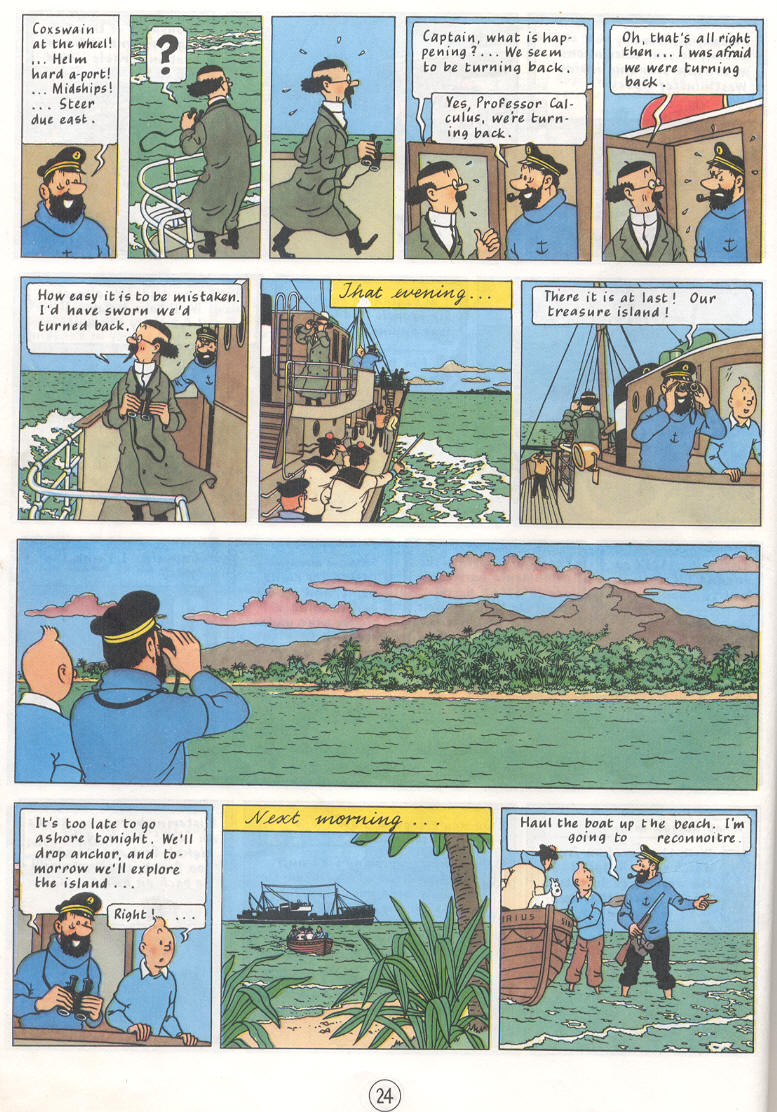 Coxswain
at the wheel!
... Helm
hard a-port!
... Midships!
... Steer
due east.
?
Captain, what is hap-
pening?... We seem
to be turning back.
Yes, Professor Cal-
culus, we're turn-
ing back.
Oh, that's all right
then... I was afraid
we were turning
back.
How easy it is to be mistaken.
I'd have sworn we'd
turned back.
That evening...
There it is at last! Our
treasure island!
It's too late to go
ashore tonight. We'll
drop anchor, and to-
morrow we'll explore
the island ...
Right! ...
Next morning ...
Haul the boat up the beach. I'm
going to reconnoitre.
SIRIUS
24